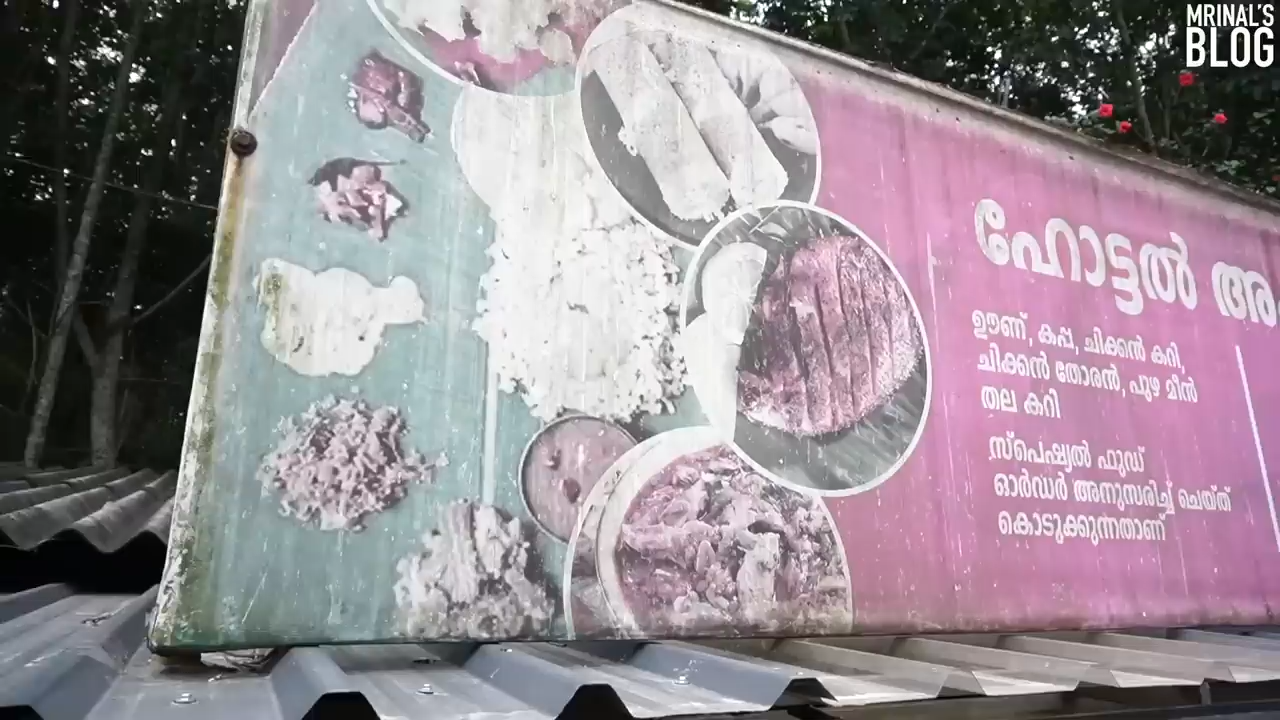 MRINAL'S
BLOG
ഹോട്ടൽ അ
ഊണ്, കപ്പ, ചിക്കൻ കറി,
ചിക്കൻ തോരൻ, പുഴ മീൻ
തല കറി
സ്പെഷ്യൽ ഫുഡ്
ഓർഡർ അനുസരിച്ച് ചെയ്ത്
കൊടുക്കുന്നതാണ്